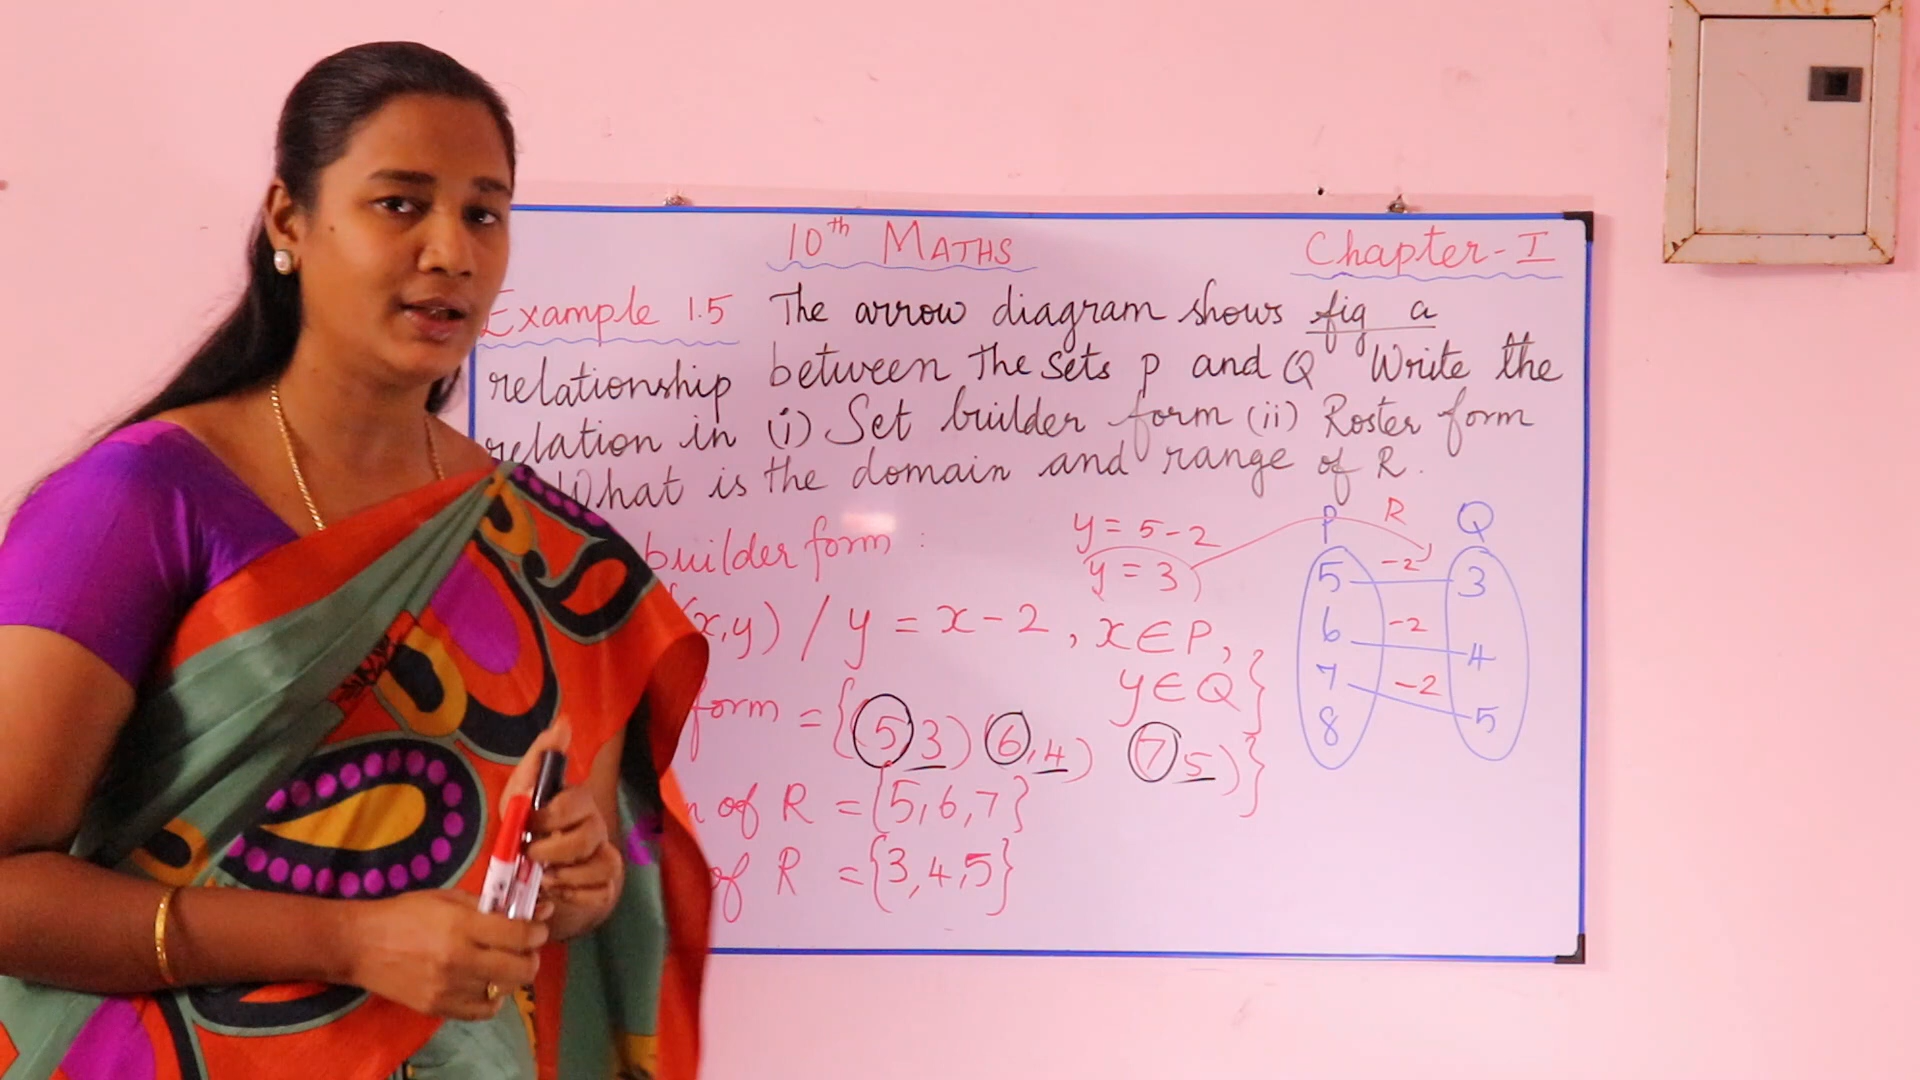 10th MATHS
Chapter-I
Example 1.5 The arrow diagram shows fig a
relationship between The sets p and Q Write the
relation in (i) Set builder form (ii) Roster form
What is the domain and range of R.
builder form :
y = 5-2
y = 3
(x,y) / y = x-2, x∈P,
y∈Q}
form = {(5,3) (6,4) (7,5)}
of R = {5,6,7}
of R = {3,4,5}
P R Q
5 -2 3
6 -2 4
7 -2 5
8